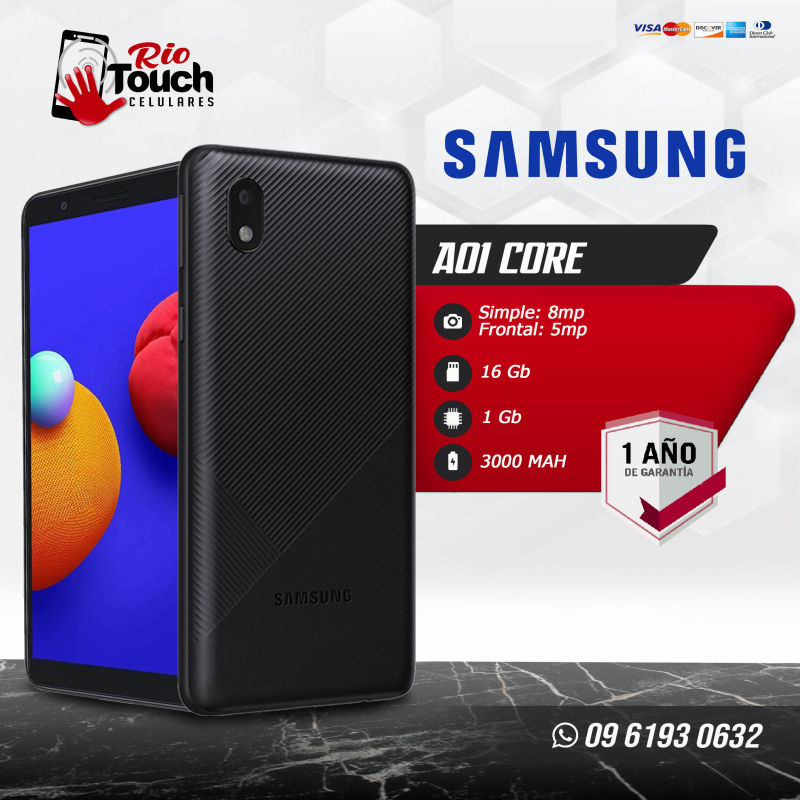 Rio
Touch
CELULARES
VISA MasterCard DISCOVER Diners Club
International
SAMSUNG
A01 CORE
Simple: 8mp
Frontal: 5mp
16 Gb
1 Gb
3000 MAH
1 AÑO
DE GARANTÍA
SAMSUNG
09 6193 0632